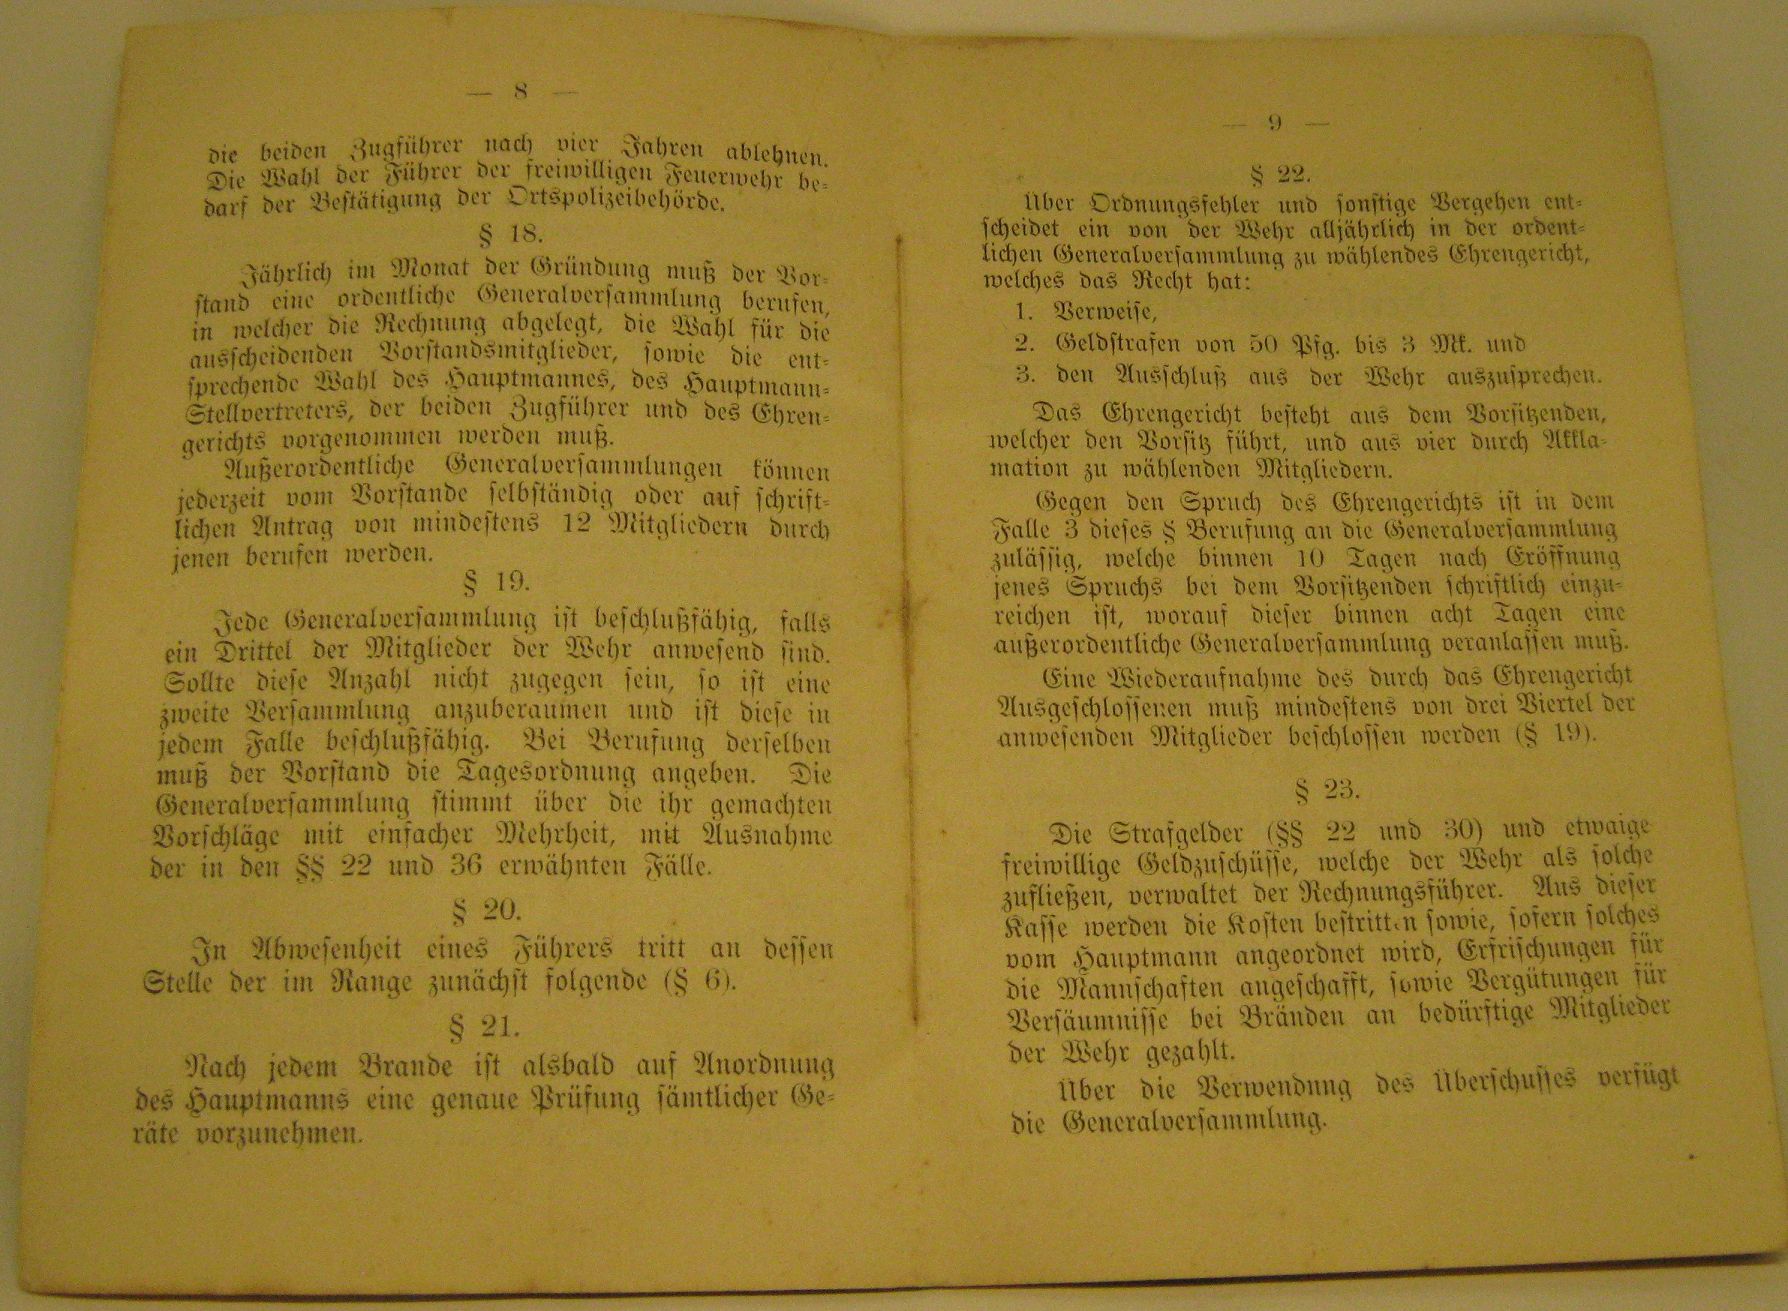 — 8 —
die beiden Zugführer nach vier Jahren ablehnen.
Die Wahl der Führer der freiwilligen Feuerwehr be-
darf der Bestätigung der Ortspolizeibehörde.
§ 18.
Jährlich im Monat der Gründung muß der Vor-
stand eine ordentliche Generalversammlung berufen,
in welcher die Rechnung abgelegt, die Wahl für die
ausscheidenden Vorstandsmitglieder, sowie die ent-
sprechende Wahl des Hauptmannes, des Hauptmann-
Stellvertreters, der beiden Zugführer und des Ehren-
gerichts vorgenommen werden muß.
Außerordentliche Generalversammlungen können
jederzeit vom Vorstande selbständig oder auf schrift-
lichen Antrag von mindestens 12 Mitgliedern durch
jenen berufen werden.
§ 19.
Jede Generalversammlung ist beschlußfähig, falls
ein Drittel der Mitglieder der Wehr anwesend sind.
Sollte diese Anzahl nicht zugegen sein, so ist eine
zweite Versammlung anzuberaumen und ist diese in
jedem Falle beschlußfähig. Bei Berufung derselben
muß der Vorstand die Tagesordnung angeben. Die
Generalversammlung stimmt über die ihr gemachten
Vorschläge mit einfacher Mehrheit, mit Ausnahme
der in den §§ 22 und 36 erwähnten Fälle.
§ 20.
In Abwesenheit eines Führers tritt an dessen
Stelle der im Range zunächst folgende (§ 6).
§ 21.
Nach jedem Brande ist alsbald auf Anordnung
des Hauptmanns eine genaue Prüfung sämtlicher Ge-
räte vorzunehmen.
— 9 —
§ 22.
Über Ordnungsfehler und sonstige Vergehen ent-
scheidet ein von der Wehr alljährlich in der ordent-
lichen Generalversammlung zu wählendes Ehrengericht,
welches das Recht hat:
1. Verweise,
2. Geldstrafen von 50 Pfg. bis 3 Mk. und
3. den Ausschluß aus der Wehr auszusprechen.
Das Ehrengericht besteht aus dem Vorsitzenden,
welcher den Vorsitz führt, und aus vier durch Akkla-
mation zu wählenden Mitgliedern.
Gegen den Spruch des Ehrengerichts ist in dem
Falle 3 dieses § Berufung an die Generalversammlung
zulässig, welche binnen 10 Tagen nach Eröffnung
jenes Spruchs bei dem Vorsitzenden schriftlich einzu-
reichen ist, worauf dieser binnen acht Tagen eine
außerordentliche Generalversammlung veranlassen muß.
Eine Wiederaufnahme des durch das Ehrengericht
Ausgeschlossenen muß mindestens von drei Viertel der
anwesenden Mitglieder beschlossen werden (§ 19).
§ 23.
Die Strafgelder (§§ 22 und 30) und etwaige
freiwillige Geldzuschüsse, welche der Wehr als solche
zufließen, verwaltet der Rechnungsführer. Aus dieser
Kasse werden die Kosten bestritten sowie, sofern solches
vom Hauptmann angeordnet wird, Erfrischungen für
die Mannschaften angeschafft, sowie Vergütungen für
Versäumnisse bei Bränden an bedürftige Mitglieder
der Wehr gezahlt.
Über die Verwendung des Überschusses verfügt
die Generalversammlung.